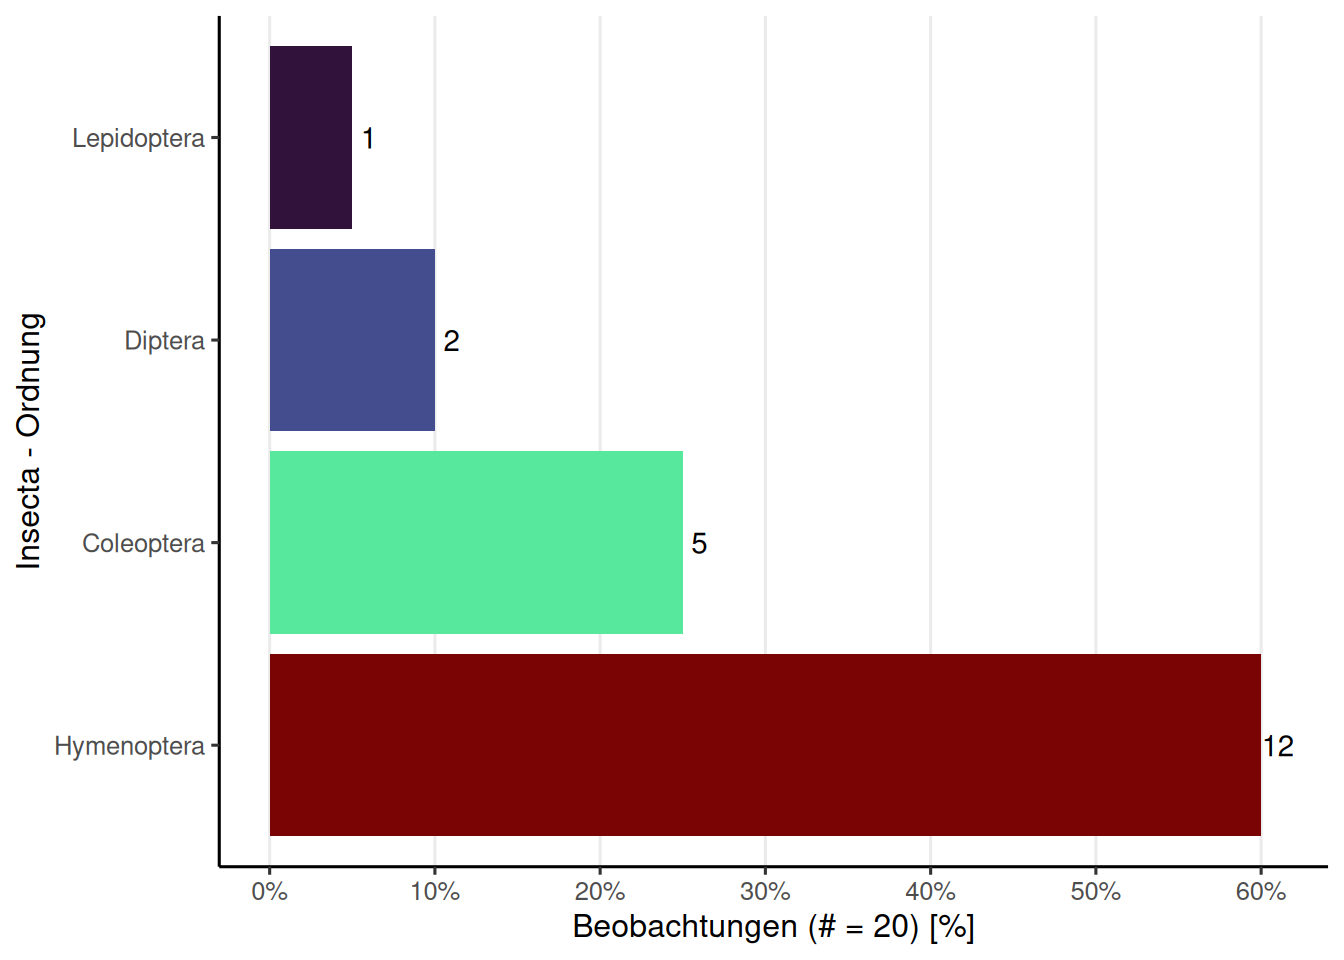 Insecta - Ordnung
Lepidoptera
1
Diptera
2
Coleoptera
5
Hymenoptera
12
0% 10% 20% 30% 40% 50% 60%
Beobachtungen (# = 20) [%]